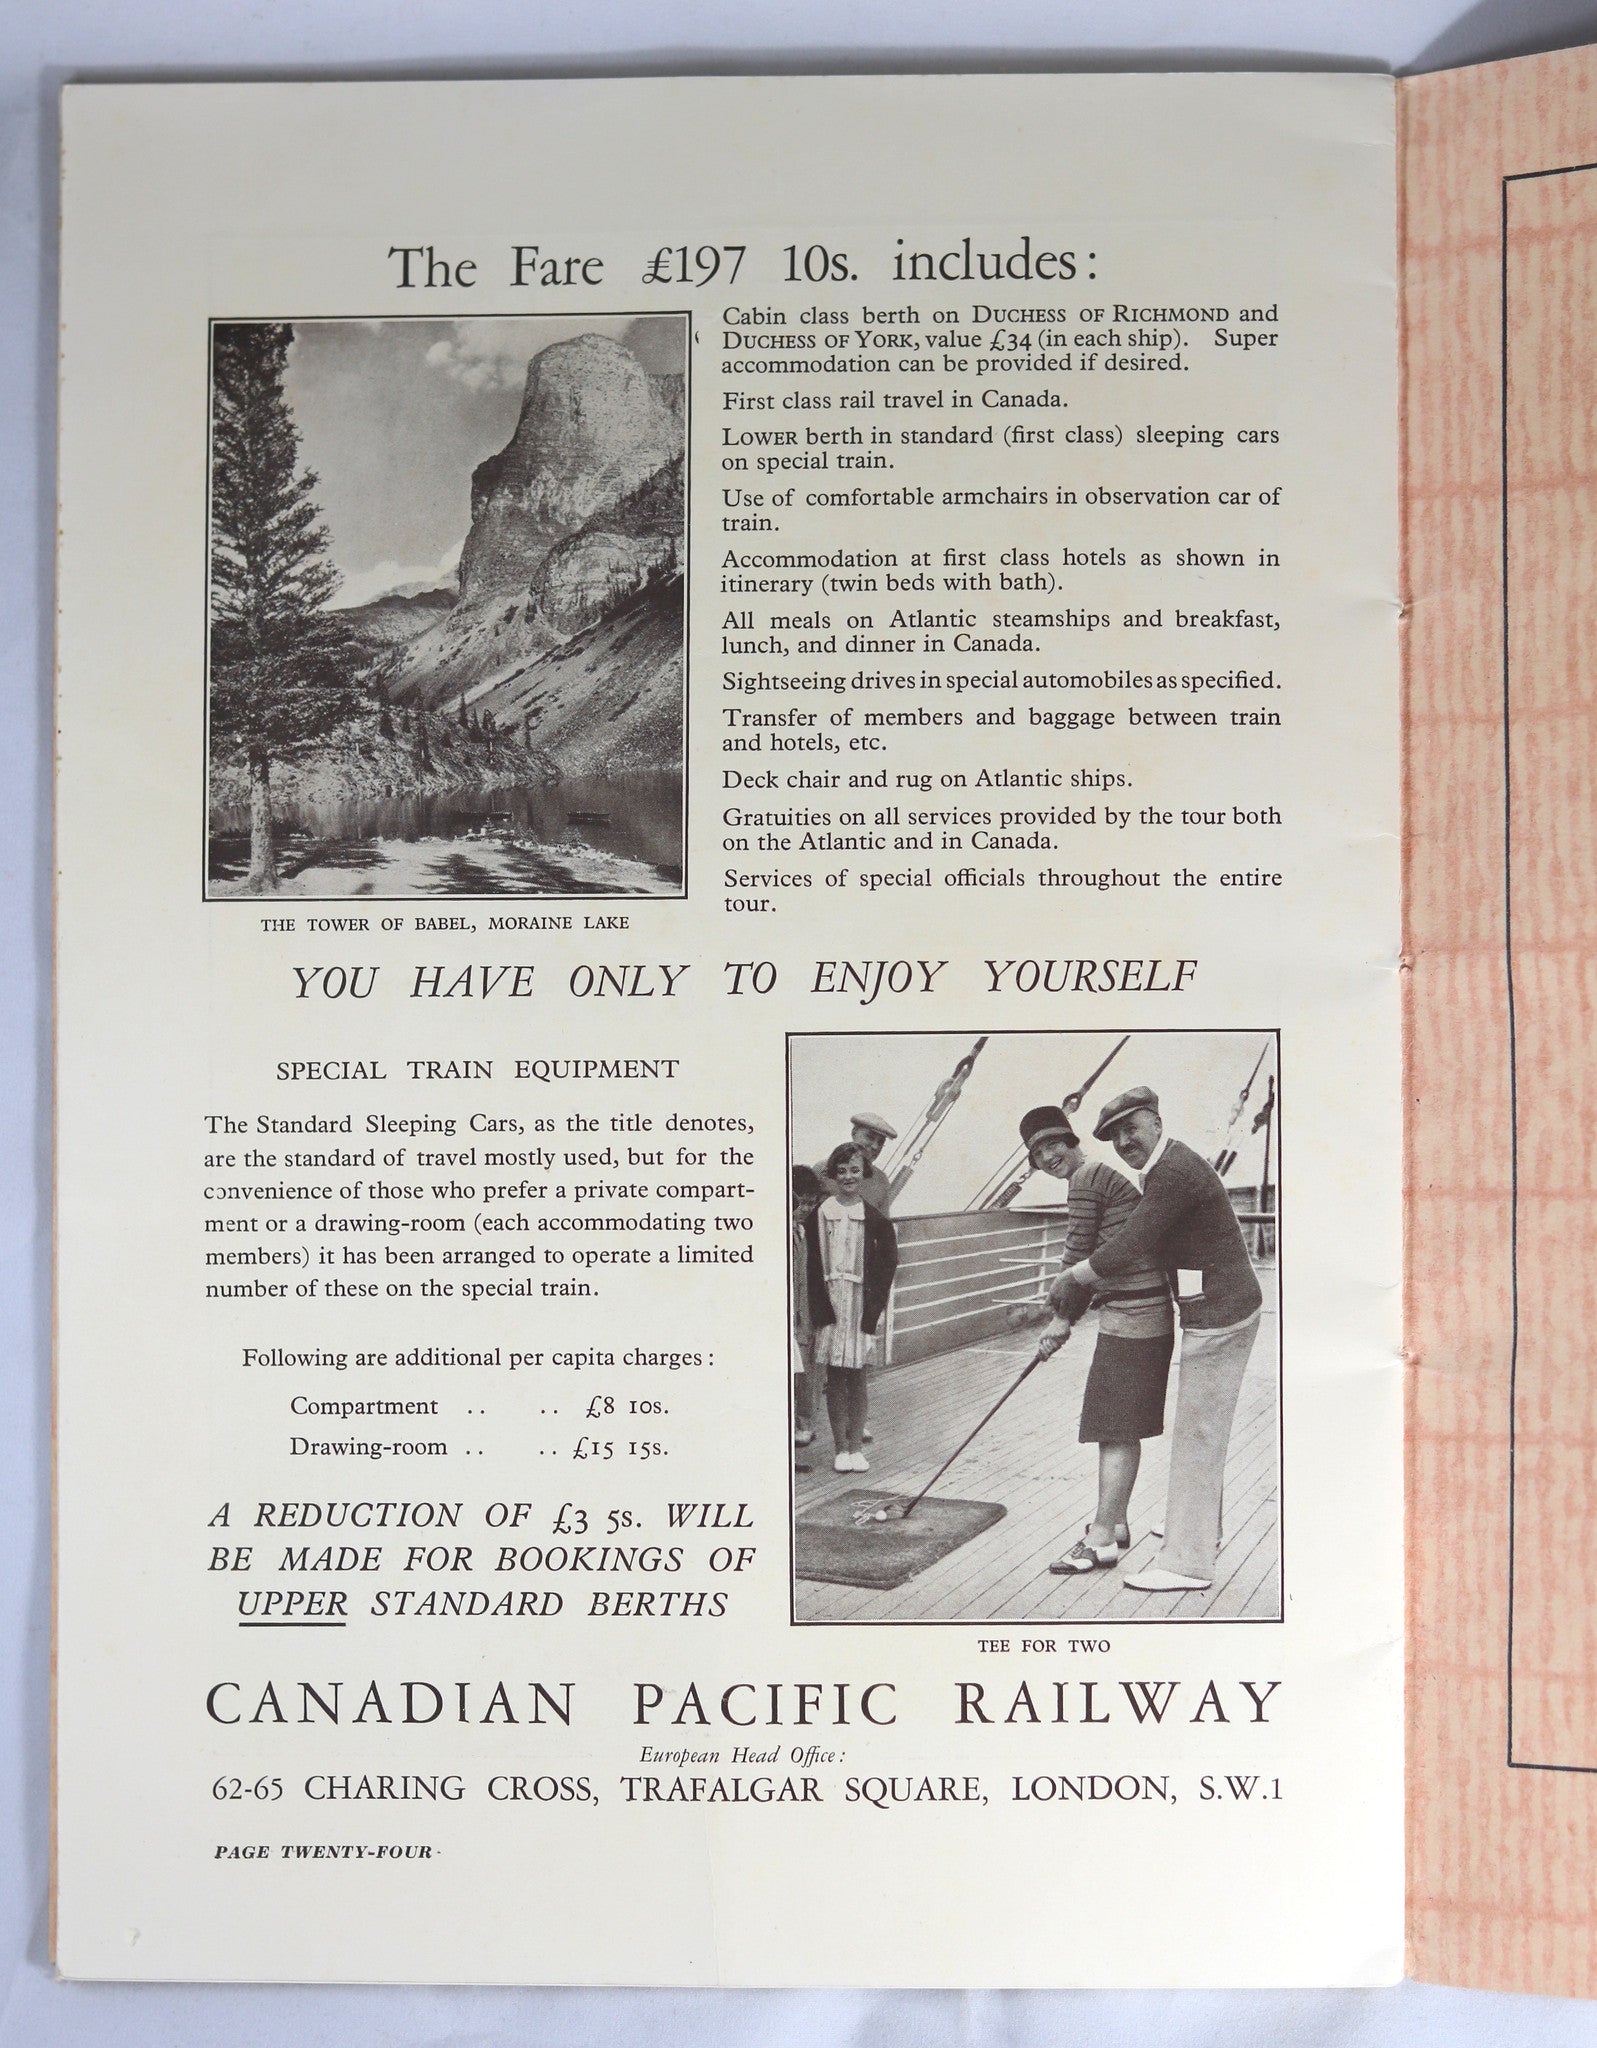 The Fare £197 10s. includes:
Cabin class berth on DUCHESS OF RICHMOND and
DUCHESS OF YORK, value £34 (in each ship). Super
accommodation can be provided if desired.
First class rail travel in Canada.
LOWER berth in standard (first class) sleeping cars
on special train.
Use of comfortable armchairs in observation car of
train.
Accommodation at first class hotels as shown in
itinerary (twin beds with bath).
All meals on Atlantic steamships and breakfast,
lunch, and dinner in Canada.
Sightseeing drives in special automobiles as specified.
Transfer of members and baggage between train
and hotels, etc.
Deck chair and rug on Atlantic ships.
Gratuities on all services provided by the tour both
on the Atlantic and in Canada.
Services of special officials throughout the entire
tour.
THE TOWER OF BABEL, MORAINE LAKE
YOU HAVE ONLY TO ENJOY YOURSELF
SPECIAL TRAIN EQUIPMENT
The Standard Sleeping Cars, as the title denotes,
are the standard of travel mostly used, but for the
convenience of those who prefer a private compart-
ment or a drawing-room (each accommodating two
members) it has been arranged to operate a limited
number of these on the special train.
Following are additional per capita charges:
Compartment .. .. £8 10s.
Drawing-room .. .. £15 15s.
A REDUCTION OF £3 5s. WILL
BE MADE FOR BOOKINGS OF
UPPER STANDARD BERTHS
TEE FOR TWO
CANADIAN PACIFIC RAILWAY
European Head Office:
62-65 CHARING CROSS, TRAFALGAR SQUARE, LONDON, S.W.1
PAGE TWENTY-FOUR